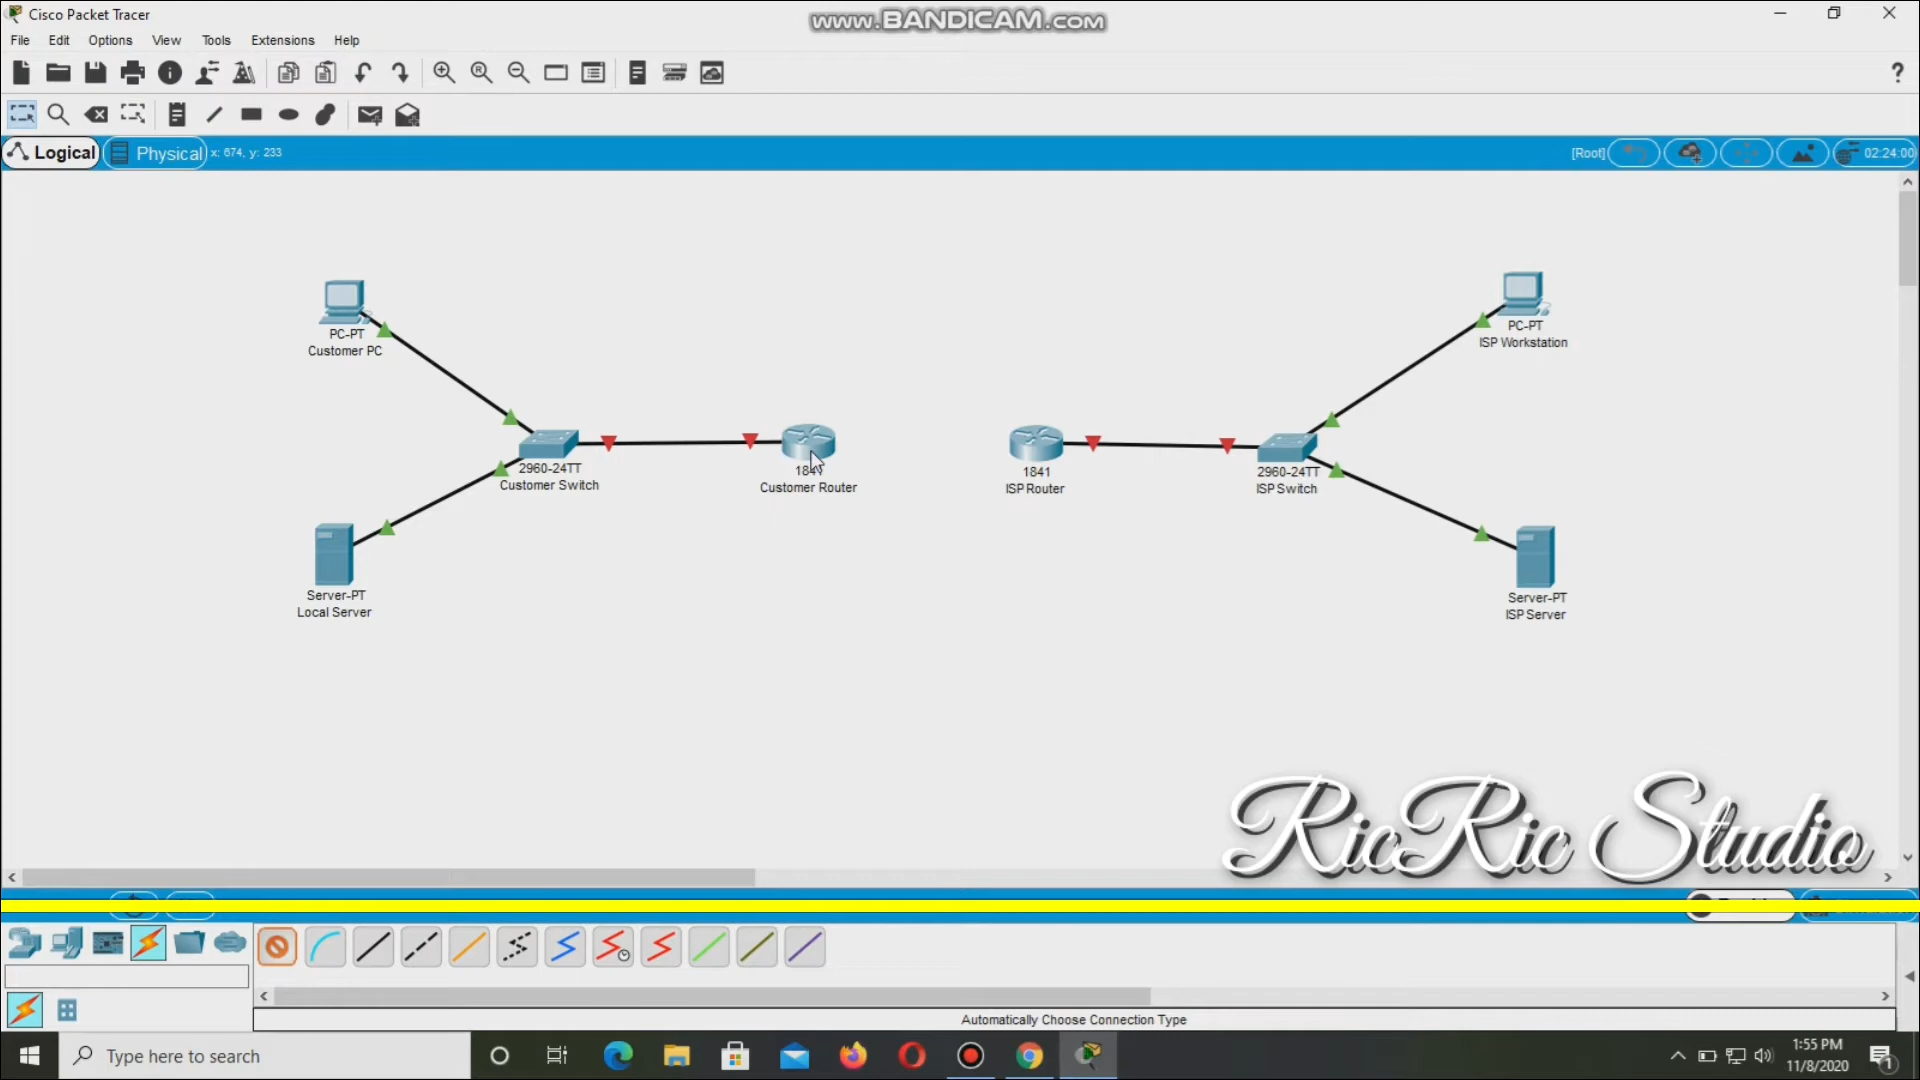 Cisco Packet Tracer
www.BANDICAM.com
File Edit Options View Tools Extensions Help
?
Logical
Physical
x: 674, y: 233
[Root]
02:24:00
PC-PT
Customer PC
PC-PT
ISP Workstation
2960-24TT
Customer Switch
1841
Customer Router
1841
ISP Router
2960-24TT
ISP Switch
Server-PT
Local Server
Server-PT
ISP Server
RicRic Studio
Automatically Choose Connection Type
Type here to search
1:55 PM
11/8/2020
1